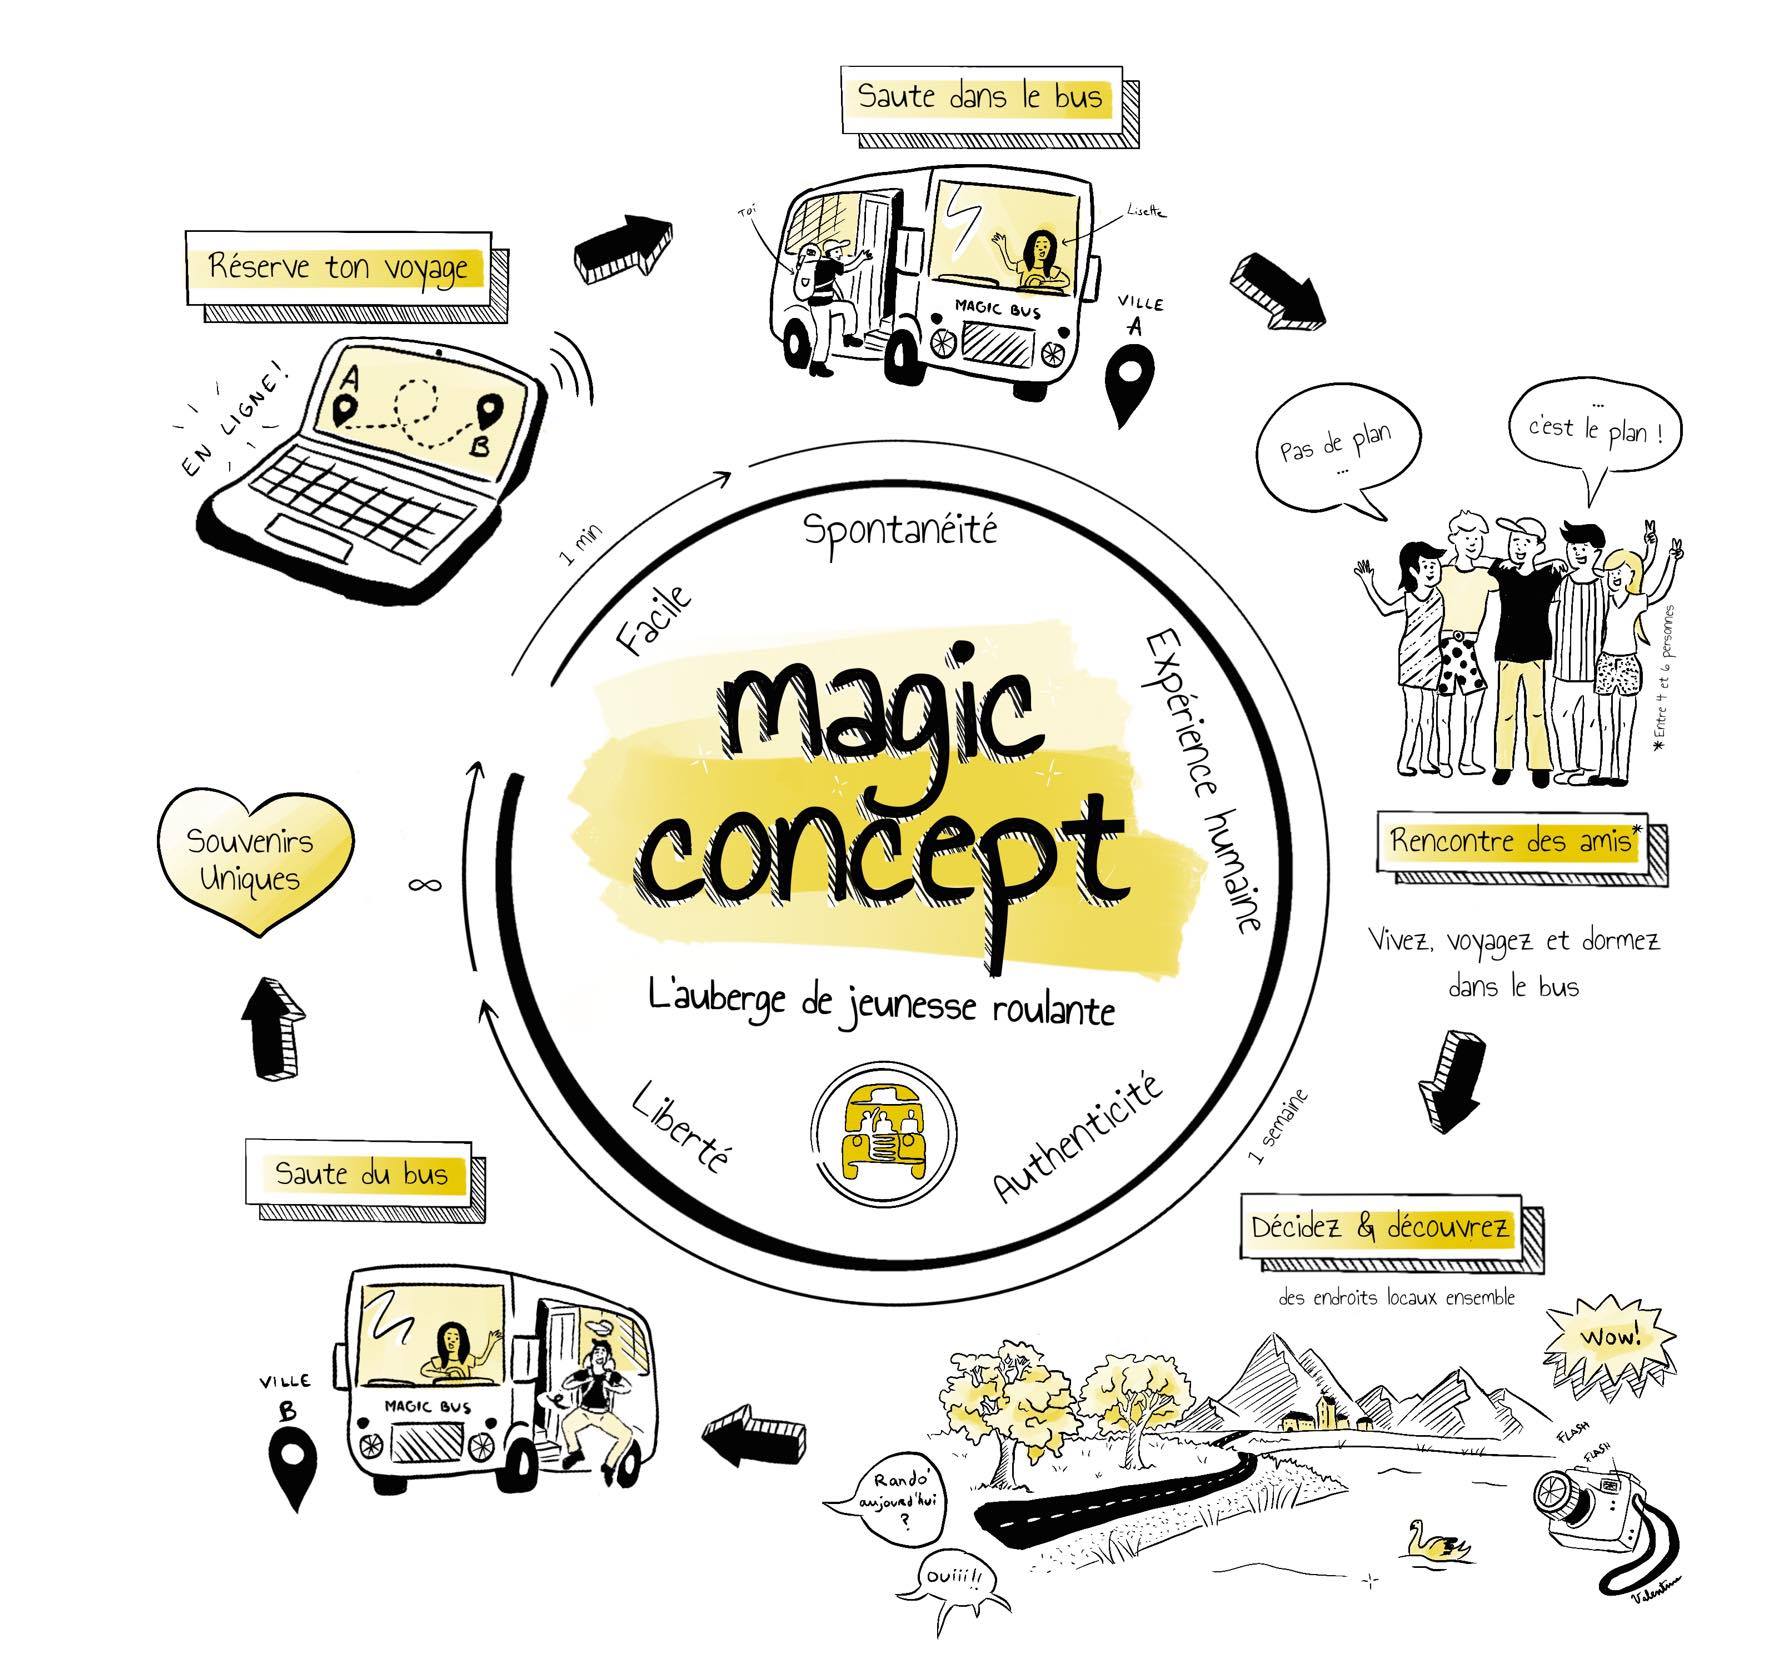 Saute dans le bus
Toi
Lisette
MAGIC BUS
VILLE
A
Réserve ton voyage
EN LIGNE!
A
B
Pas de plan
...
...
c'est le plan !
*Entre 4 et 6 personnes
Rencontre des amis*
Vivez, voyagez et dormez
dans le bus
1 min
Facile
Spontanéité
Expérience humaine
magic
concept
L'auberge de jeunesse roulante
Liberté
Authenticité
1 semaine
∞
Décidez & découvrez
des endroits locaux ensemble
Wow!
FLASH
FLASH
Rando'
aujourd'hui
?
Ouiii!!
Valentine
Saute du bus
VILLE
B
MAGIC BUS
Souvenirs
Uniques